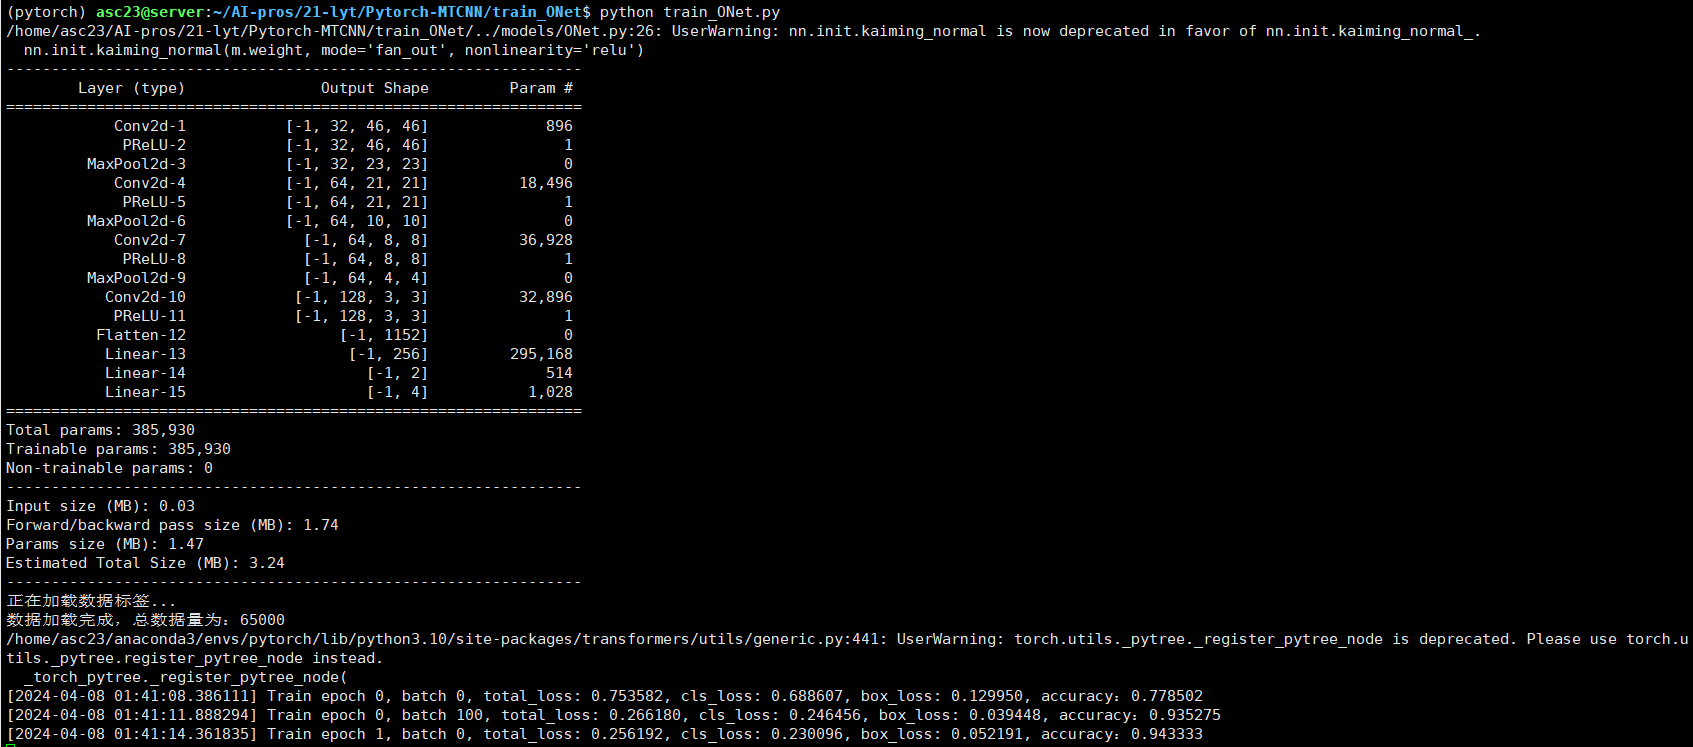 (pytorch) asc23@server:~/AI-pros/21-lyt/Pytorch-MTCNN/train_ONet$ python train_ONet.py
/home/asc23/AI-pros/21-lyt/Pytorch-MTCNN/train_ONet/../models/ONet.py:26: UserWarning: nn.init.kaiming_normal is now deprecated in favor of nn.init.kaiming_normal_.
  nn.init.kaiming_normal(m.weight, mode='fan_out', nonlinearity='relu')
----------------------------------------------------------------
        Layer (type)               Output Shape         Param #
================================================================
            Conv2d-1           [-1, 32, 46, 46]             896
             PReLU-2           [-1, 32, 46, 46]               1
         MaxPool2d-3           [-1, 32, 23, 23]               0
            Conv2d-4           [-1, 64, 21, 21]          18,496
             PReLU-5           [-1, 64, 21, 21]               1
         MaxPool2d-6           [-1, 64, 10, 10]               0
            Conv2d-7             [-1, 64, 8, 8]          36,928
             PReLU-8             [-1, 64, 8, 8]               1
         MaxPool2d-9             [-1, 64, 4, 4]               0
           Conv2d-10            [-1, 128, 3, 3]          32,896
            PReLU-11            [-1, 128, 3, 3]               1
          Flatten-12                 [-1, 1152]               0
           Linear-13                  [-1, 256]         295,168
           Linear-14                    [-1, 2]             514
           Linear-15                    [-1, 4]           1,028
================================================================
Total params: 385,930
Trainable params: 385,930
Non-trainable params: 0
----------------------------------------------------------------
Input size (MB): 0.03
Forward/backward pass size (MB): 1.74
Params size (MB): 1.47
Estimated Total Size (MB): 3.24
----------------------------------------------------------------
正在加载数据标签...
数据加载完成，总数据量为：65000
/home/asc23/anaconda3/envs/pytorch/lib/python3.10/site-packages/transformers/utils/generic.py:441: UserWarning: torch.utils._pytree._register_pytree_node is deprecated. Please use torch.u
tils._pytree.register_pytree_node instead.
  _torch_pytree._register_pytree_node(
[2024-04-08 01:41:08.386111] Train epoch 0, batch 0, total_loss: 0.753582, cls_loss: 0.688607, box_loss: 0.129950, accuracy：0.778502
[2024-04-08 01:41:11.888294] Train epoch 0, batch 100, total_loss: 0.266180, cls_loss: 0.246456, box_loss: 0.039448, accuracy：0.935275
[2024-04-08 01:41:14.361835] Train epoch 1, batch 0, total_loss: 0.256192, cls_loss: 0.230096, box_loss: 0.052191, accuracy：0.943333